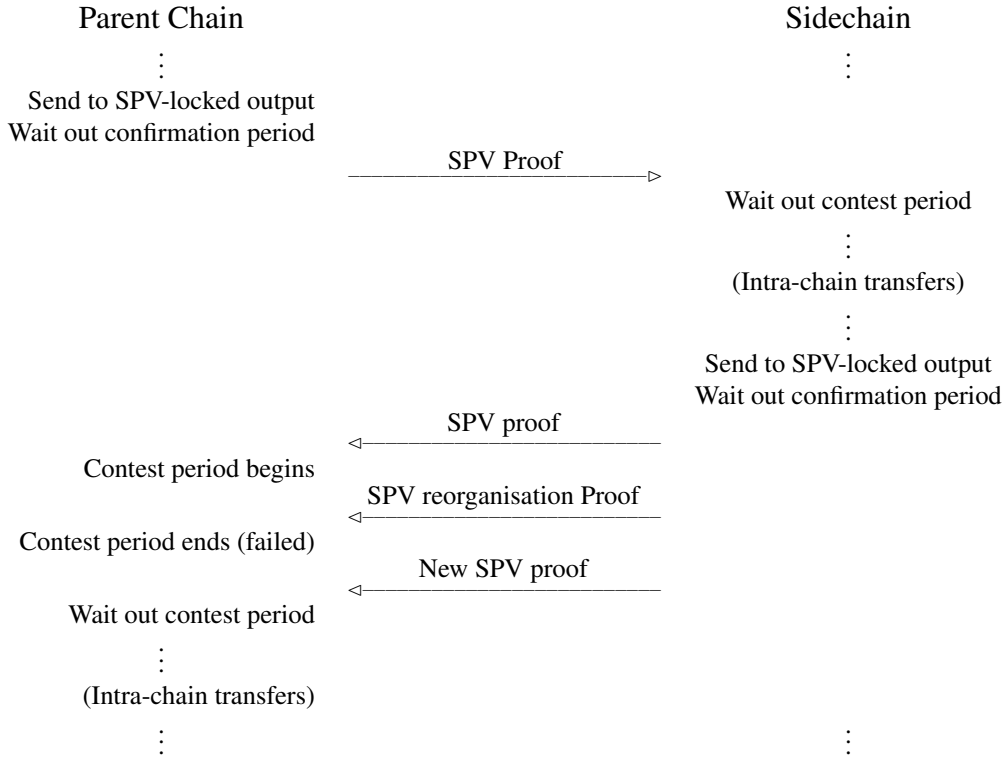 Parent Chain
Sidechain
⋮
⋮
Send to SPV-locked output
Wait out confirmation period
SPV Proof
Wait out contest period
⋮
(Intra-chain transfers)
⋮
Send to SPV-locked output
Wait out confirmation period
SPV proof
Contest period begins
SPV reorganisation Proof
Contest period ends (failed)
New SPV proof
Wait out contest period
⋮
(Intra-chain transfers)
⋮
⋮